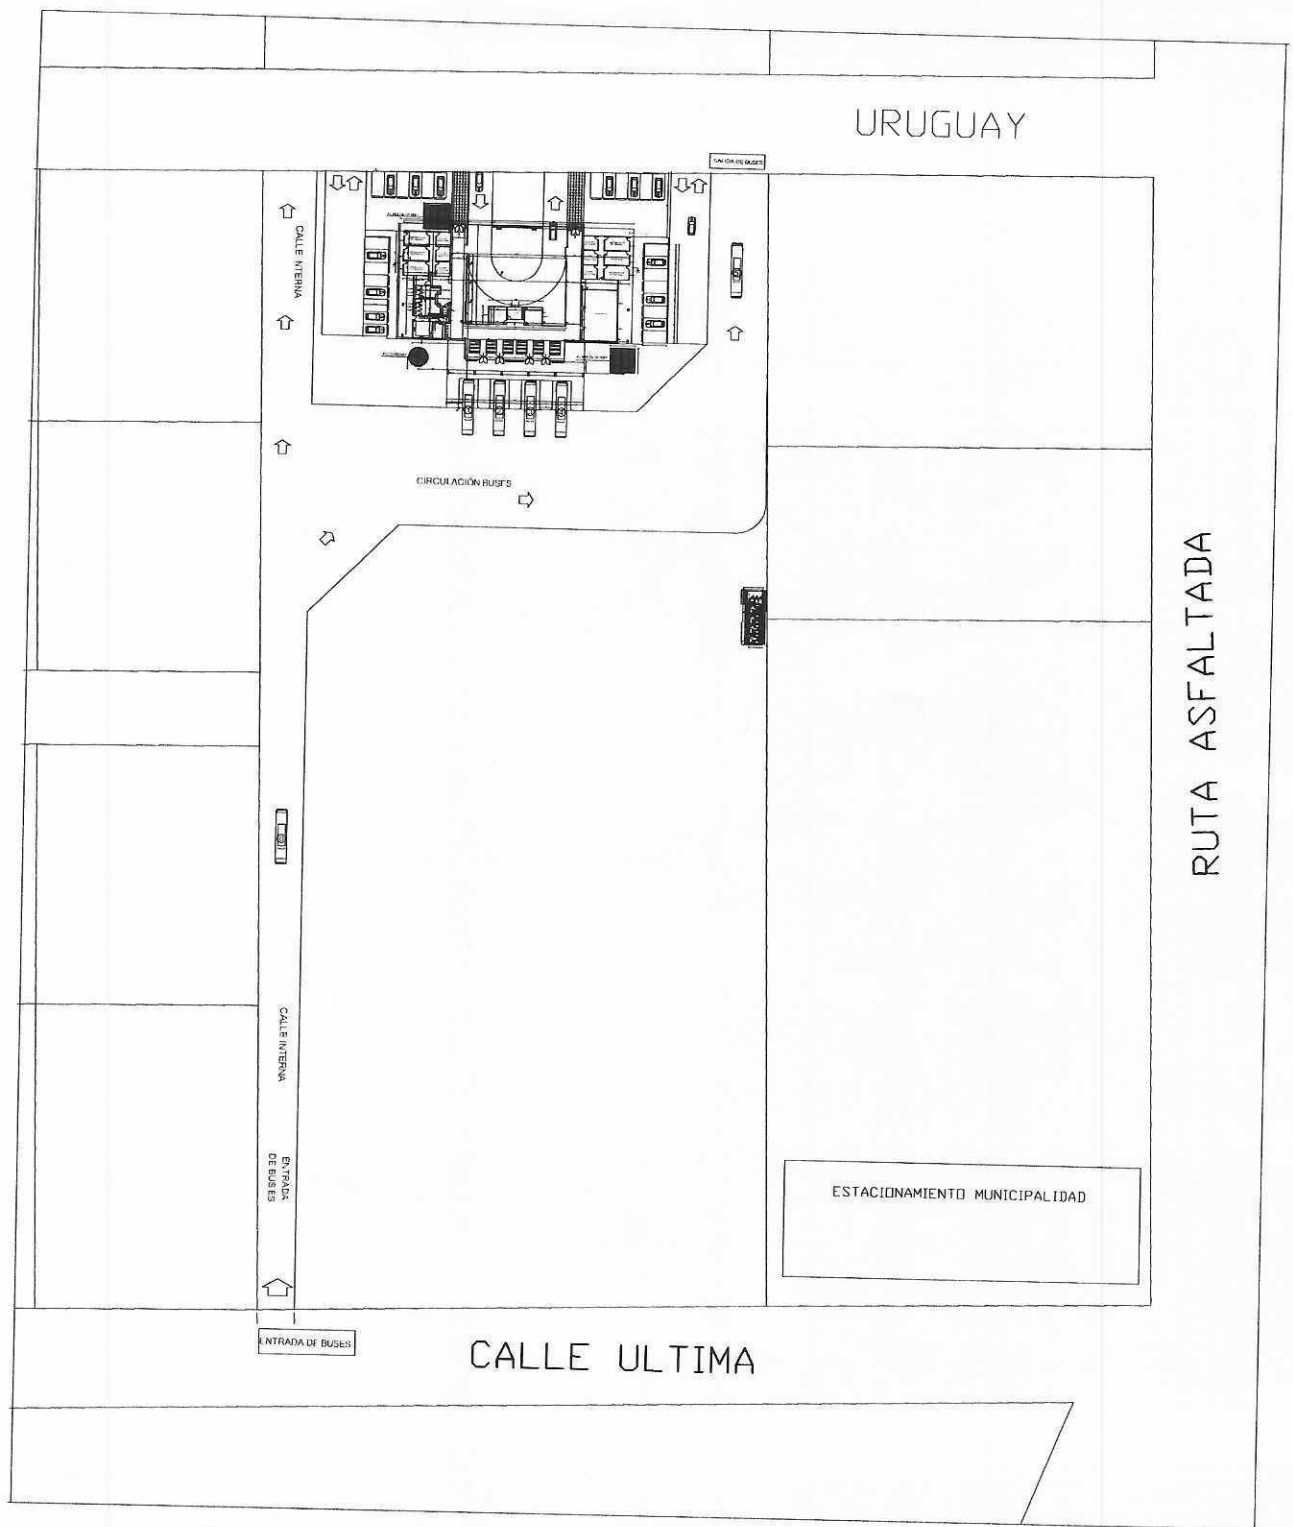 URUGUAY
SALIDA DE BUSES
CALLE NTERNA
CIRCULACIÓN BUSES
RUTA ASFALTADA
CALLE INTERNA
ENTRADA
DE BUSES
ESTACIONAMIENTO MUNICIPALIDAD
ENTRADA DE BUSES
CALLE ULTIMA